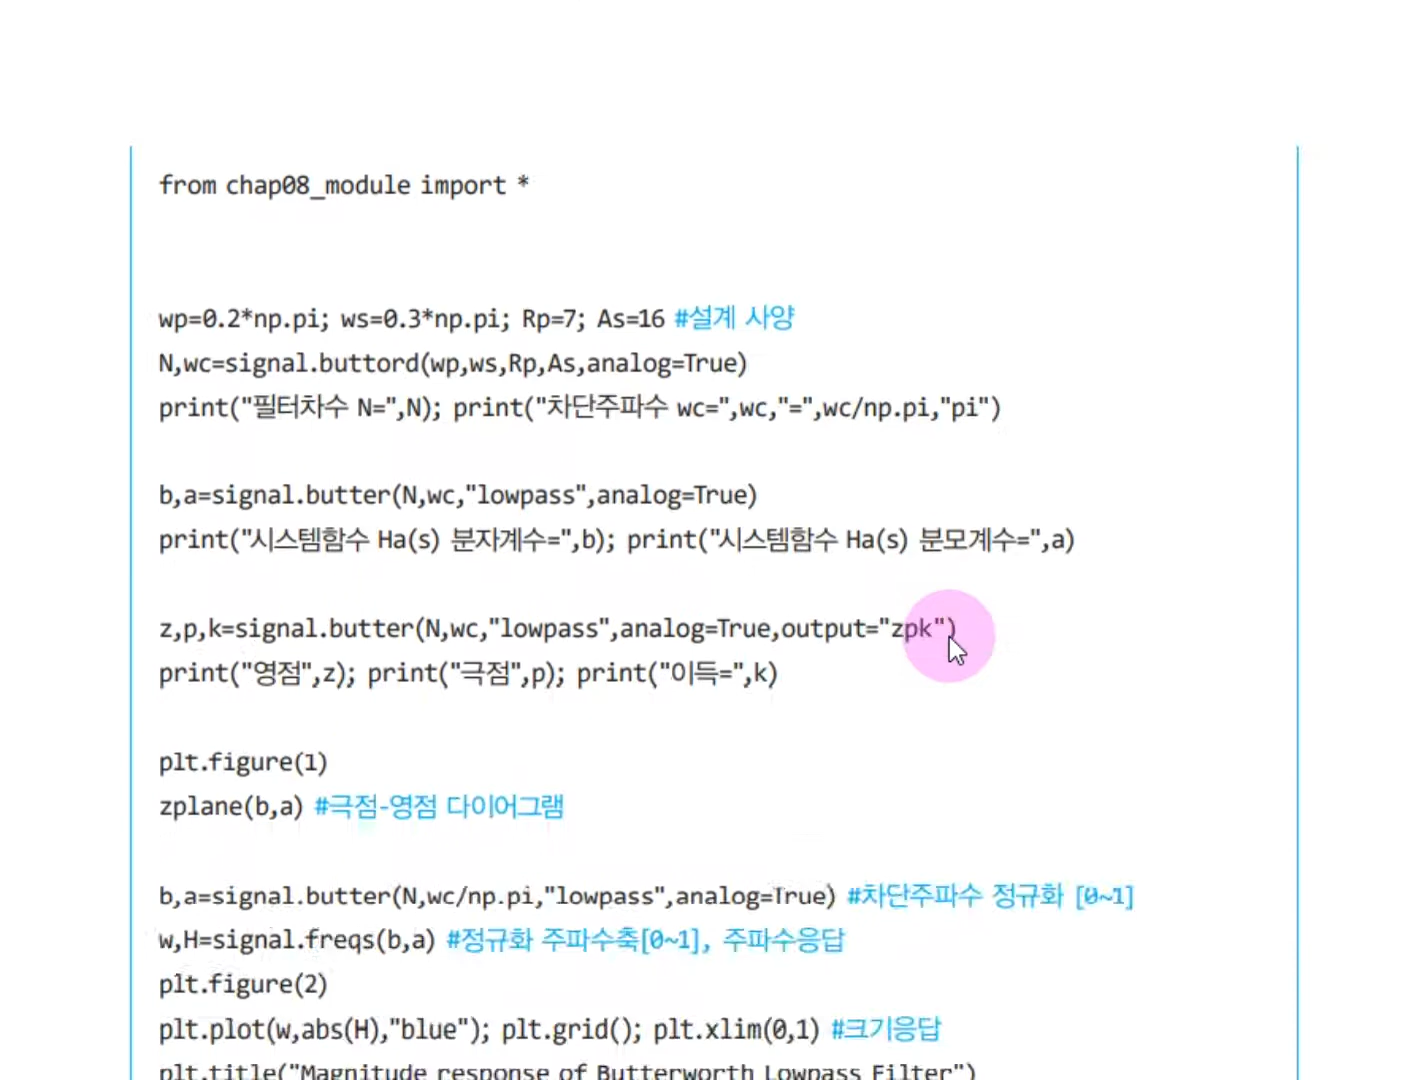 from chap08_module import *
wp=0.2*np.pi; ws=0.3*np.pi; Rp=7; As=16 #설계 사양
N,wc=signal.buttord(wp,ws,Rp,As,analog=True)
print("필터차수 N=",N); print("차단주파수 wc=",wc,"=",wc/np.pi,"pi")
b,a=signal.butter(N,wc,"lowpass",analog=True)
print("시스템함수 Ha(s) 분자계수=",b); print("시스템함수 Ha(s) 분모계수=",a)
z,p,k=signal.butter(N,wc,"lowpass",analog=True,output="zpk")
print("영점",z); print("극점",p); print("이득=",k)
plt.figure(1)
zplane(b,a) #극점-영점 다이어그램
b,a=signal.butter(N,wc/np.pi,"lowpass",analog=True) #차단주파수 정규화 [0~1]
w,H=signal.freqs(b,a) #정규화 주파수축[0~1], 주파수응답
plt.figure(2)
plt.plot(w,abs(H),"blue"); plt.grid(); plt.xlim(0,1) #크기응답
plt.title("Magnitude response of Butterworth Lowpass Filter")